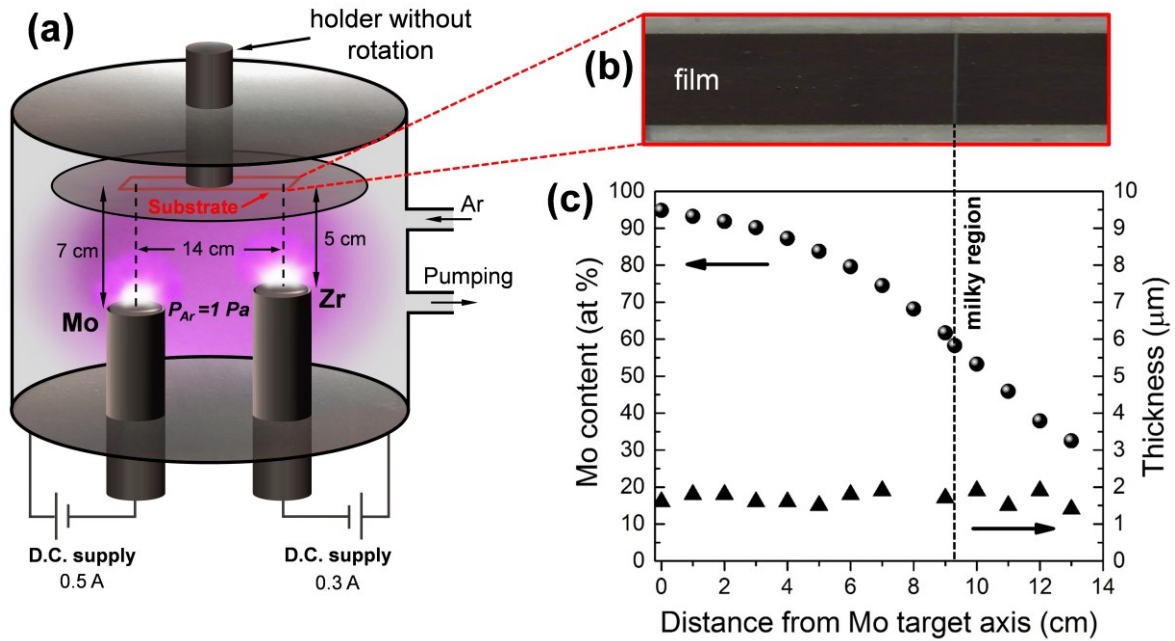 (a)
holder without
rotation
Substrate
7 cm
14 cm
5 cm
Ar
Pumping
Mo
P_Ar =1 Pa
Zr
D.C. supply
0.5 A
D.C. supply
0.3 A
(b)
film
(c)
milky region
Mo content (at %)
100
90
80
70
60
50
40
30
20
10
0
Thickness (μm)
10
9
8
7
6
5
4
3
2
1
0
0 2 4 6 8 10 12 14
Distance from Mo target axis (cm)